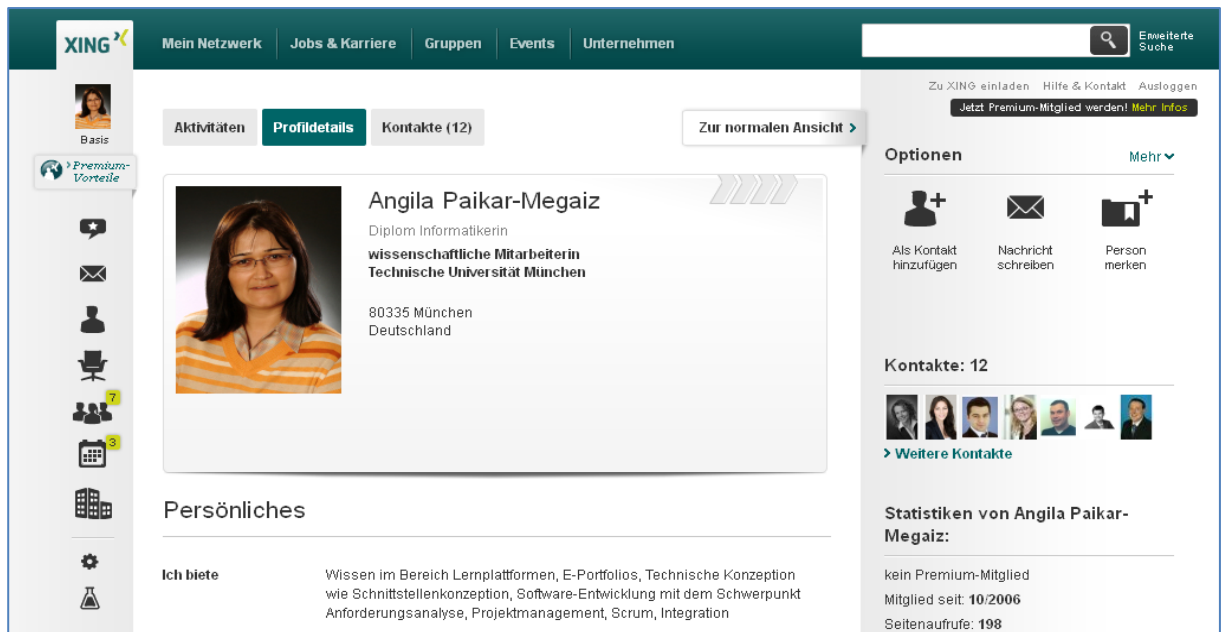 XING
Mein Netzwerk
Jobs & Karriere
Gruppen
Events
Unternehmen
Erweiterte
Suche
Zu XING einladen Hilfe & Kontakt Ausloggen
Jetzt Premium-Mitglied werden! Mehr Infos
Basis
Premium-
Vorteile
7
3
Aktivitäten
Profildetails
Kontakte (12)
Zur normalen Ansicht
Angila Paikar-Megaiz
Diplom Informatikerin
wissenschaftliche Mitarbeiterin
Technische Universität München
80335 München
Deutschland
Persönliches
Ich biete
Wissen im Bereich Lernplattformen, E-Portfolios, Technische Konzeption
wie Schnittstellenkonzeption, Software-Entwicklung mit dem Schwerpunkt
Anforderungsanalyse, Projektmanagement, Scrum, Integration
Optionen
Mehr
Als Kontakt
hinzufügen
Nachricht
schreiben
Person
merken
Kontakte: 12
Weitere Kontakte
Statistiken von Angila Paikar-
Megaiz:
kein Premium-Mitglied
Mitglied seit: 10/2006
Seitenaufrufe: 198